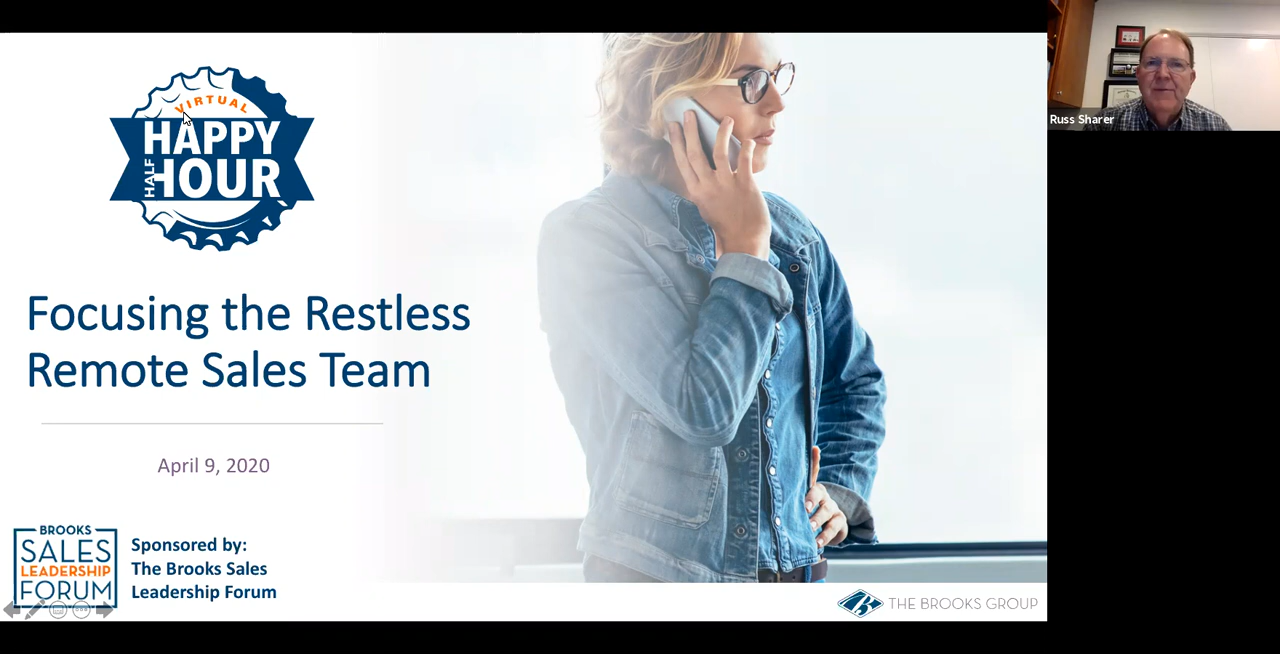 VIRTUAL
HAPPY
HALF
HOUR
Focusing the Restless
Remote Sales Team
April 9, 2020
BROOKS
SALES
LEADERSHIP
FORUM
Sponsored by:
The Brooks Sales
Leadership Forum
THE BROOKS GROUP
Russ Sharer